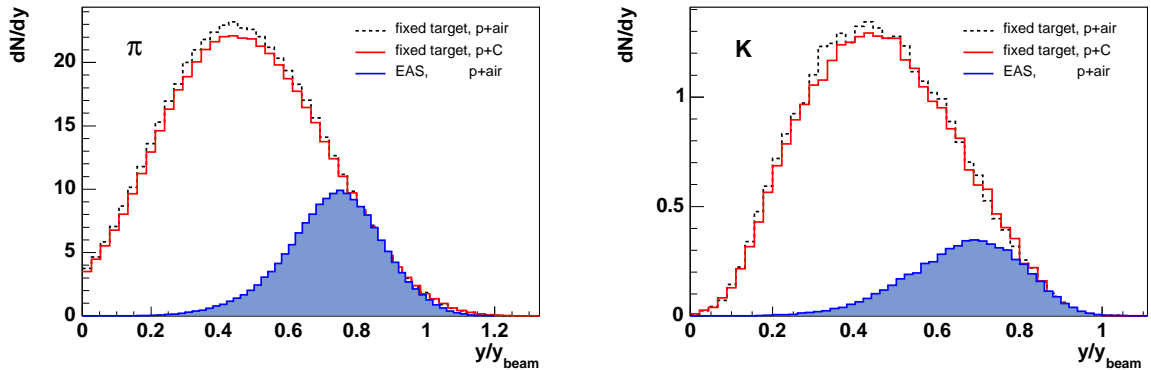 dN/dy
π
fixed target, p+air
fixed target, p+C
EAS, p+air
20
15
10
5
0
0 0.2 0.4 0.6 0.8 1 1.2
y/y_beam
dN/dy
K
fixed target, p+air
fixed target, p+C
EAS, p+air
1
0.5
0
0 0.2 0.4 0.6 0.8 1
y/y_beam